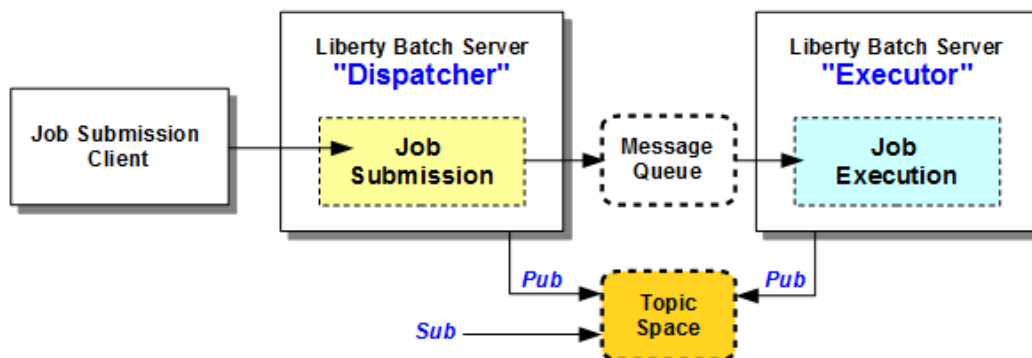 Liberty Batch Server
"Dispatcher"
Liberty Batch Server
"Executor"
Job Submission
Client
Job
Submission
Message
Queue
Job
Execution
Pub
Pub
Topic
Space
Sub